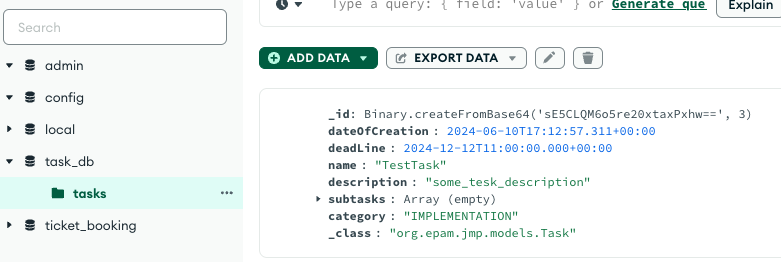 Type a query: { field: 'value' } or Generate que
Explain
Search
admin
config
local
task_db
tasks
ticket_booking
ADD DATA
EXPORT DATA
_id: Binary.createFromBase64('sE5CLQM6o5re20xtaxPxhw==', 3)
dateOfCreation : 2024-06-10T17:12:57.311+00:00
deadLine : 2024-12-12T11:00:00.000+00:00
name : "TestTask"
description : "some_tesk_description"
subtasks : Array (empty)
category : "IMPLEMENTATION"
_class : "org.epam.jmp.models.Task"